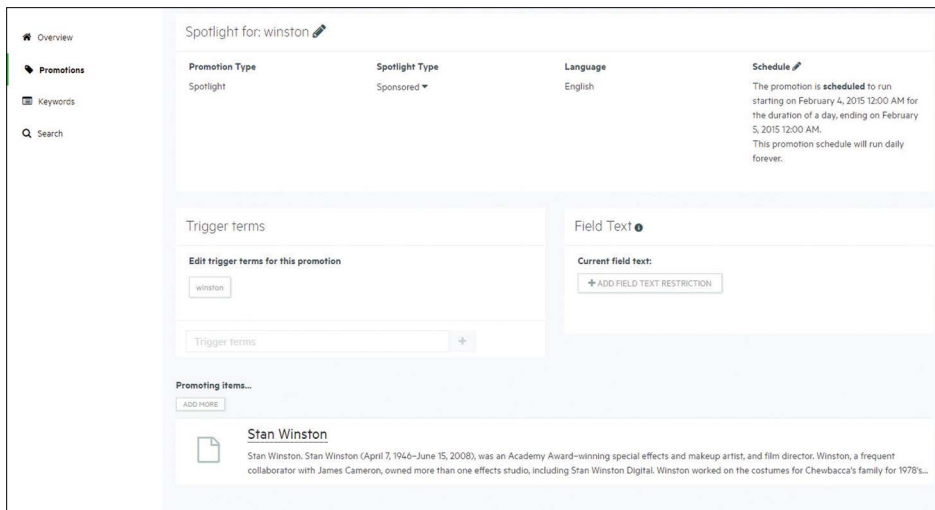 Overview
Promotions
Keywords
Search
Spotlight for: winston
Promotion Type
Spotlight
Spotlight Type
Sponsored
Language
English
Schedule
The promotion is scheduled to run
starting on February 4, 2015 12:00 AM for
the duration of a day, ending on February
5, 2015 12:00 AM.
This promotion schedule will run daily
forever.
Trigger terms
Edit trigger terms for this promotion
winston
Trigger terms
+
Field Text
Current field text:
+ ADD FIELD TEXT RESTRICTION
Promoting items...
ADD MORE
Stan Winston
Stan Winston. Stan Winston (April 7, 1946–June 15, 2008), was an Academy Award–winning special effects and makeup artist, and film director. Winston, a frequent
collaborator with James Cameron, owned more than one effects studio, including Stan Winston Digital. Winston worked on the costumes for Chewbacca's family for 1978's...